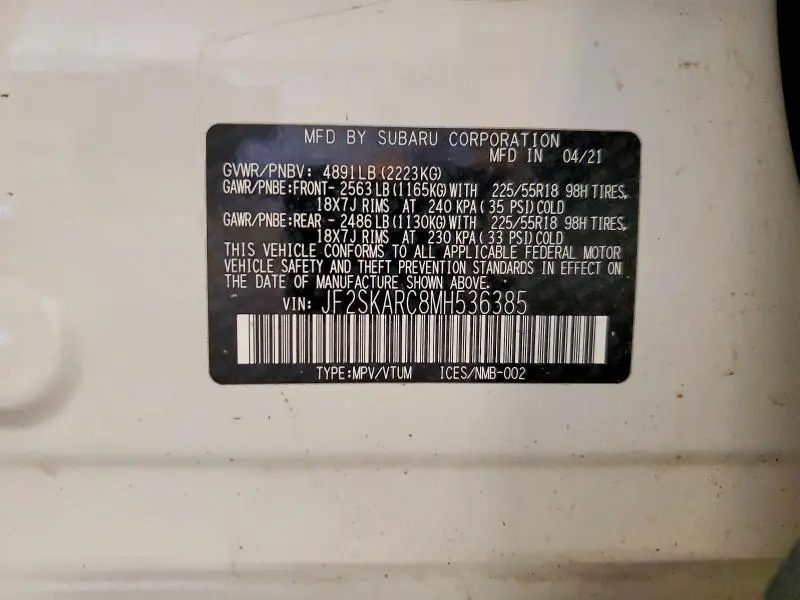 MFD BY SUBARU CORPORATION
MFD IN 04/21
GVWR/PNBV: 4891LB(2223KG)
GAWR/PNBE:FRONT- 2563LB(1165KG)WITH 225/55R18 98H TIRES,
18X7J RIMS AT 240 KPA(35 PSI)COLD
GAWR/PNBE:REAR - 2486LB(1130KG)WITH 225/55R18 98H TIRES,
18X7J RIMS AT 230 KPA(33 PSI)COLD
THIS VEHICLE CONFORMS TO ALL APPLICABLE FEDERAL MOTOR
VEHICLE SAFETY AND THEFT PREVENTION STANDARDS IN EFFECT ON
THE DATE OF MANUFACTURE SHOWN ABOVE.
VIN: JF2SKARC8MH536385
TYPE:MPV/VTUM ICES/NMB-002